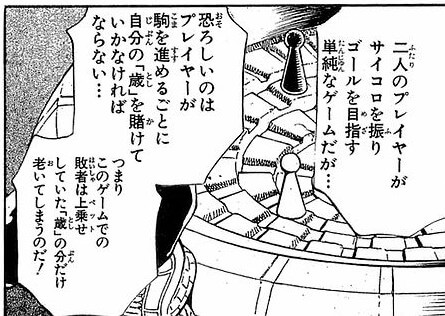 二人のプレイヤーが
サイコロを振り
ゴールを目指す
単純なゲームだが…
恐ろしいのは
プレイヤーが
駒を進めるごとに
自分の「歳」を賭けて
いかなければ
ならない…
つまり
このゲームでの
敗者は上乗せ
していた「歳」の分だけ
老いてしまうのだ！